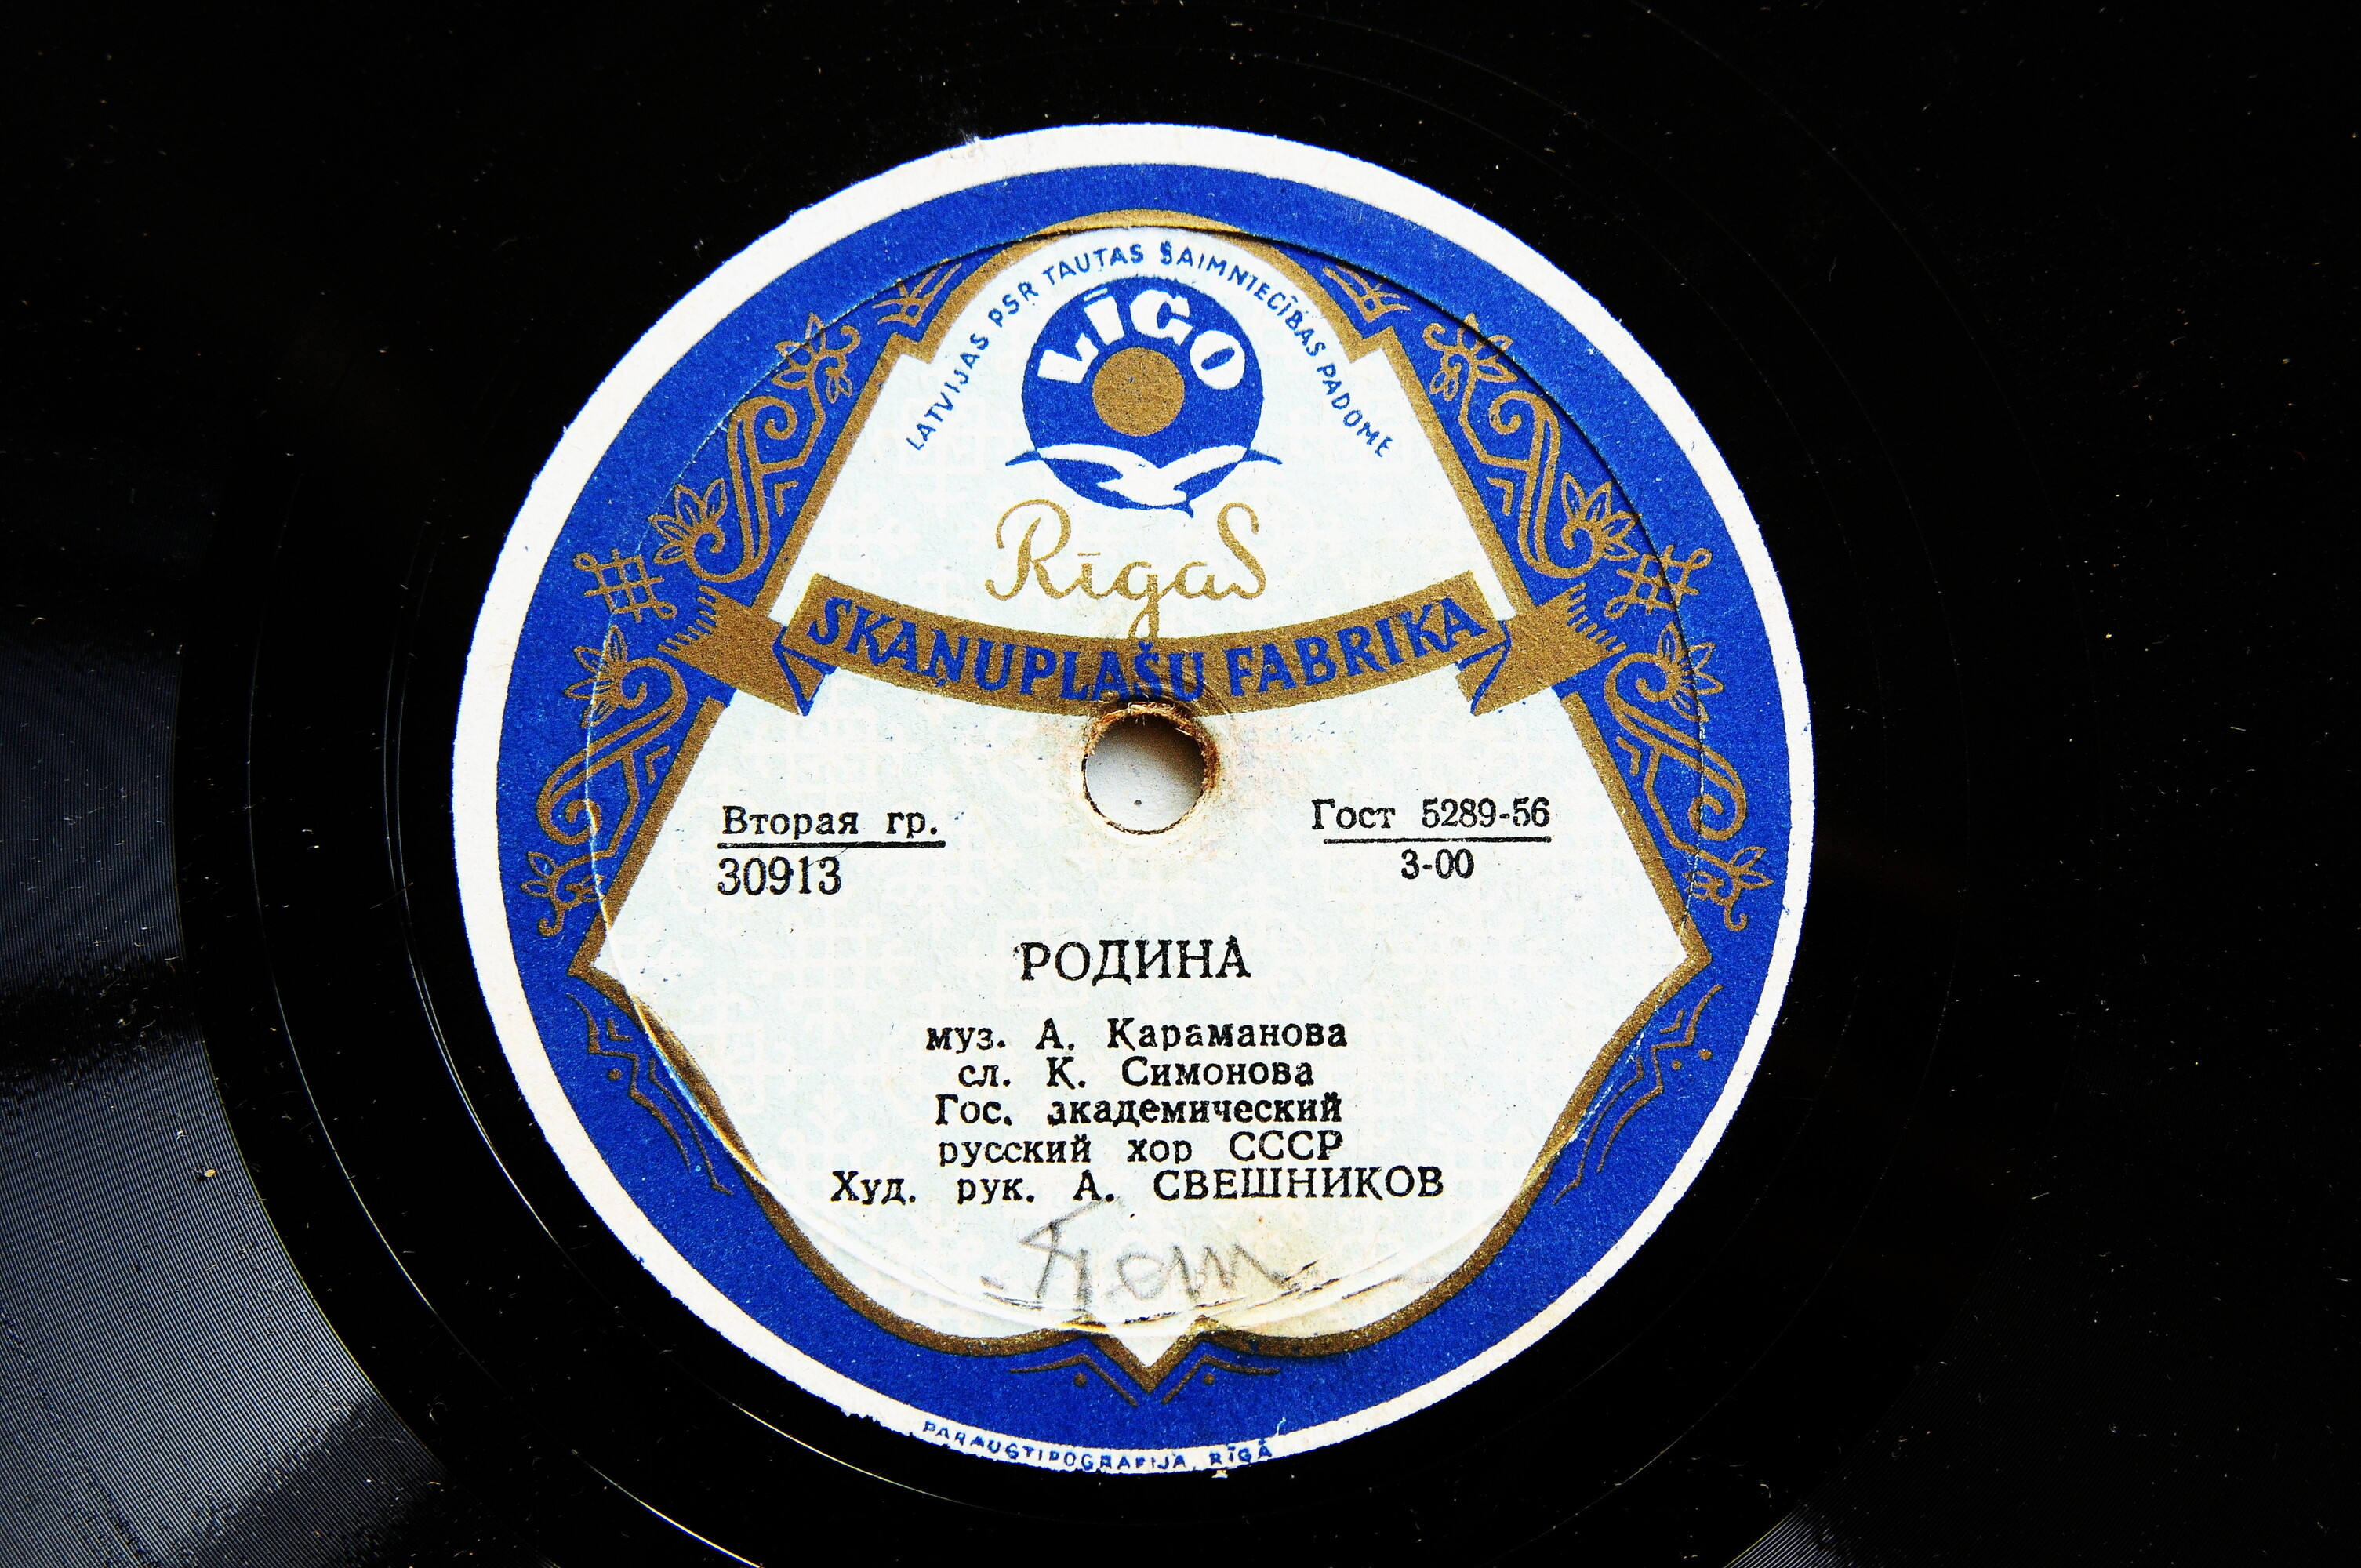 LATVIJAS PSR TAUTAS ŠAIMNIECĪBAS PADOME
LĪGO
Rīgas
SKAŅUPLAŠU FABRIKA
Вторая гр.
30913
Гост 5289-56
3-00
РОДИНА
муз. А. Караманова
сл. К. Симонова
Гос. академический
русский хор СССР
Худ. рук. А. СВЕШНИКОВ
PARAUGTIPOGRAFIJA, RĪGĀ